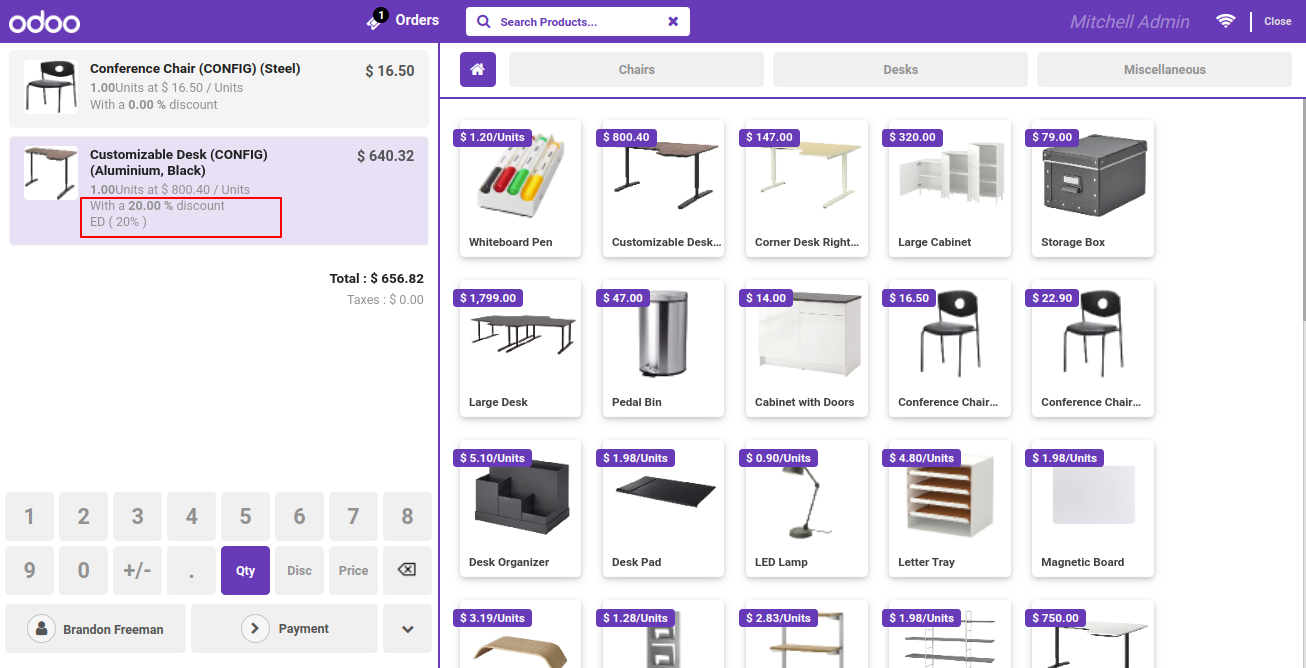 odoo
1
Orders
Search Products...
Mitchell Admin
Close
Conference Chair (CONFIG) (Steel)
$ 16.50
1.00Units at $ 16.50 / Units
With a 0.00 % discount
Customizable Desk (CONFIG)
(Aluminium, Black)
$ 640.32
1.00Units at $ 800.40 / Units
With a 20.00 % discount
ED ( 20% )
Total : $ 656.82
Taxes : $ 0.00
1 2 3 4 5 6 7 8
9 0 +/- . Qty Disc Price
Brandon Freeman
Payment
Chairs
Desks
Miscellaneous
$ 1.20/Units
Whiteboard Pen
$ 800.40
Customizable Desk...
$ 147.00
Corner Desk Right...
$ 320.00
Large Cabinet
$ 79.00
Storage Box
$ 1,799.00
Large Desk
$ 47.00
Pedal Bin
$ 14.00
Cabinet with Doors
$ 16.50
Conference Chair...
$ 22.90
Conference Chair...
$ 5.10/Units
Desk Organizer
$ 1.98/Units
Desk Pad
$ 0.90/Units
LED Lamp
$ 4.80/Units
Letter Tray
$ 1.98/Units
Magnetic Board
$ 3.19/Units
$ 1.28/Units
$ 2.83/Units
$ 1.98/Units
$ 750.00